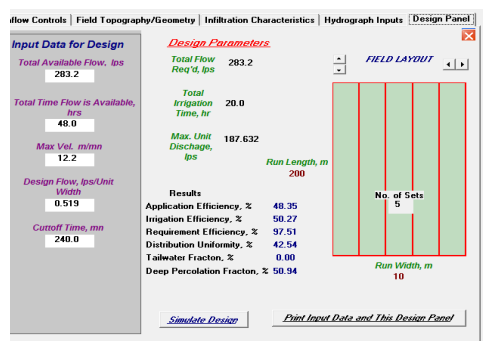 nflow Controls | Field Topography/Geometry | Infiltration Characteristics | Hydrograph Inputs | Design Panel
Input Data for Design
Total Available Flow, lps
283.2
Total Time Flow is Available, hrs
48.0
Max Vel. m/mn
12.2
Design Flow, lps/Unit Width
0.519
Cuttoff Time, mn
240.0
Design Parameters
Total Flow Req'd, lps
283.2
Total Irrigation Time, hr
20.0
Max. Unit Dischage, lps
187.632
Run Length, m
200
Results
Application Efficiency, % 48.35
Irrigation Efficiency, % 50.27
Requirement Efficiency, % 97.51
Distribution Uniformity, % 42.54
Tailwater Fracton, % 0.00
Deep Percolation Fracton, % 50.94
FIELD LAYOUT
No. of Sets
5
Run Width, m
10
Simulate Design
Print Input Data and This Design Panel